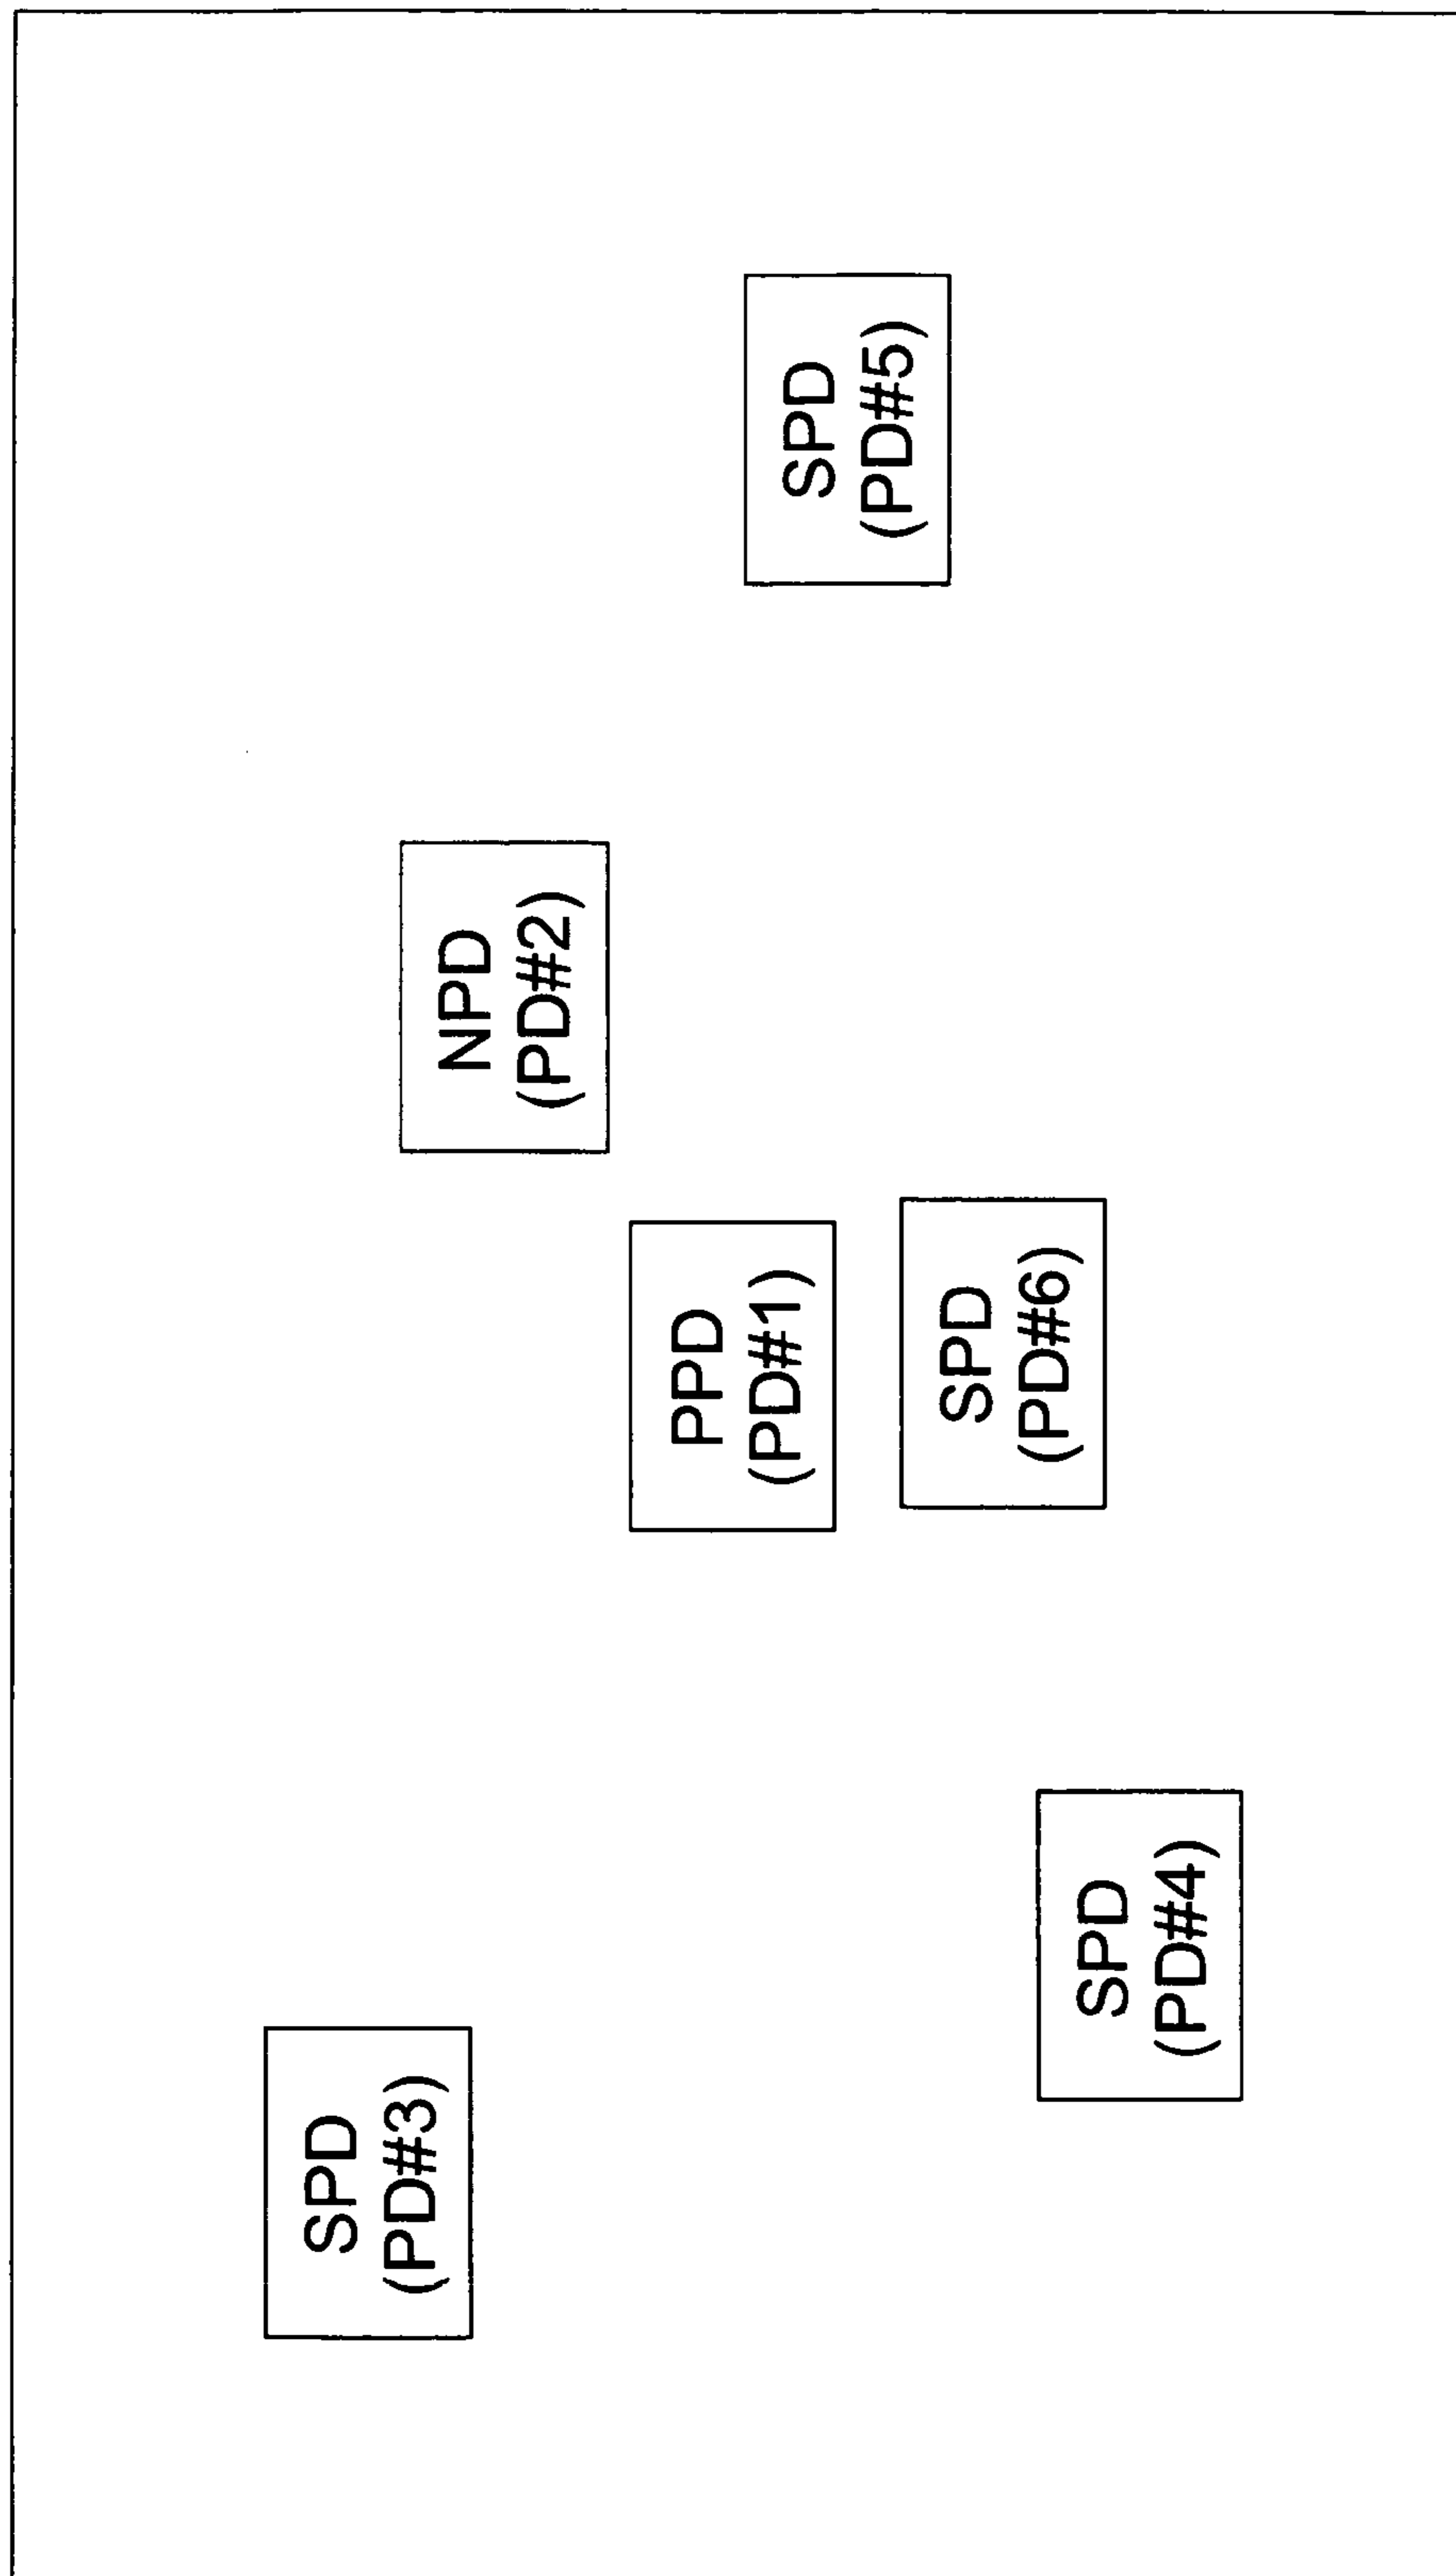 SPD
(PD#3)
NPD
(PD#2)
PPD
(PD#1)
SPD
(PD#5)
SPD
(PD#6)
SPD
(PD#4)